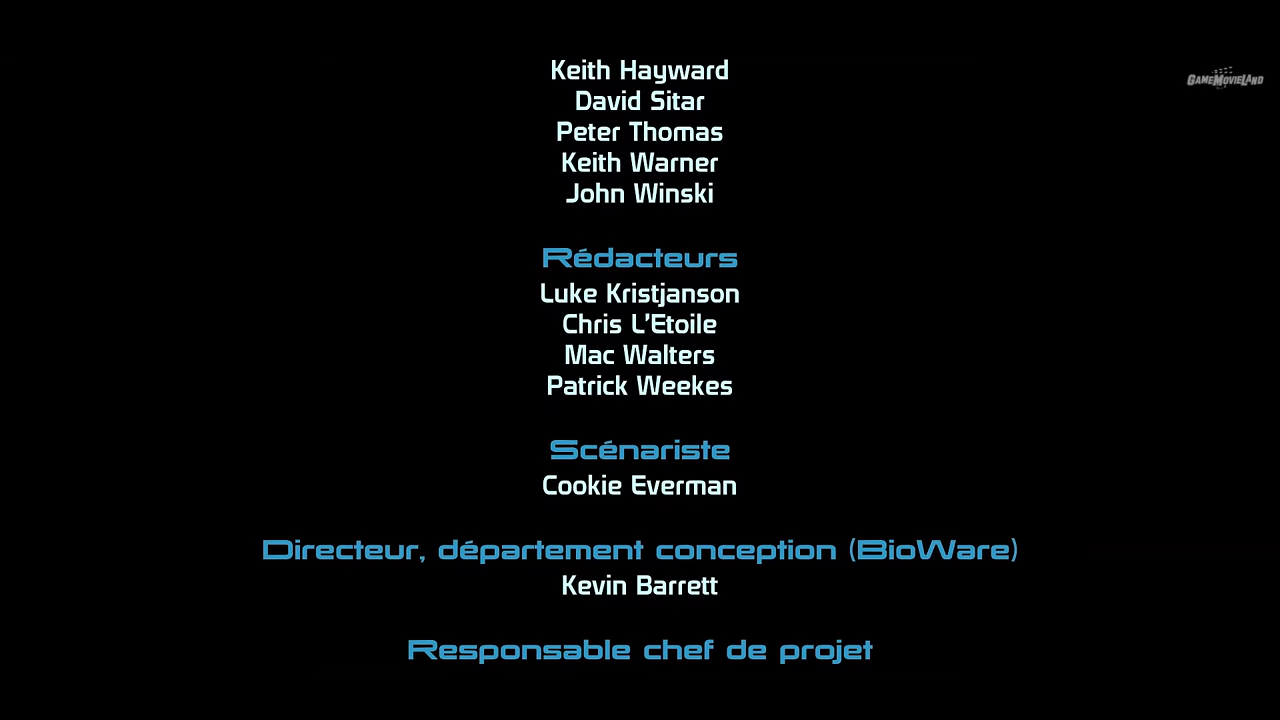 Keith Hayward
GAMEMOVIELAND
David Sitar
Peter Thomas
Keith Warner
John Winski
Rédacteurs
Luke Kristjanson
Chris L'Etoile
Mac Walters
Patrick Weekes
Scénariste
Cookie Everman
Directeur, département conception (BioWare)
Kevin Barrett
Responsable chef de projet